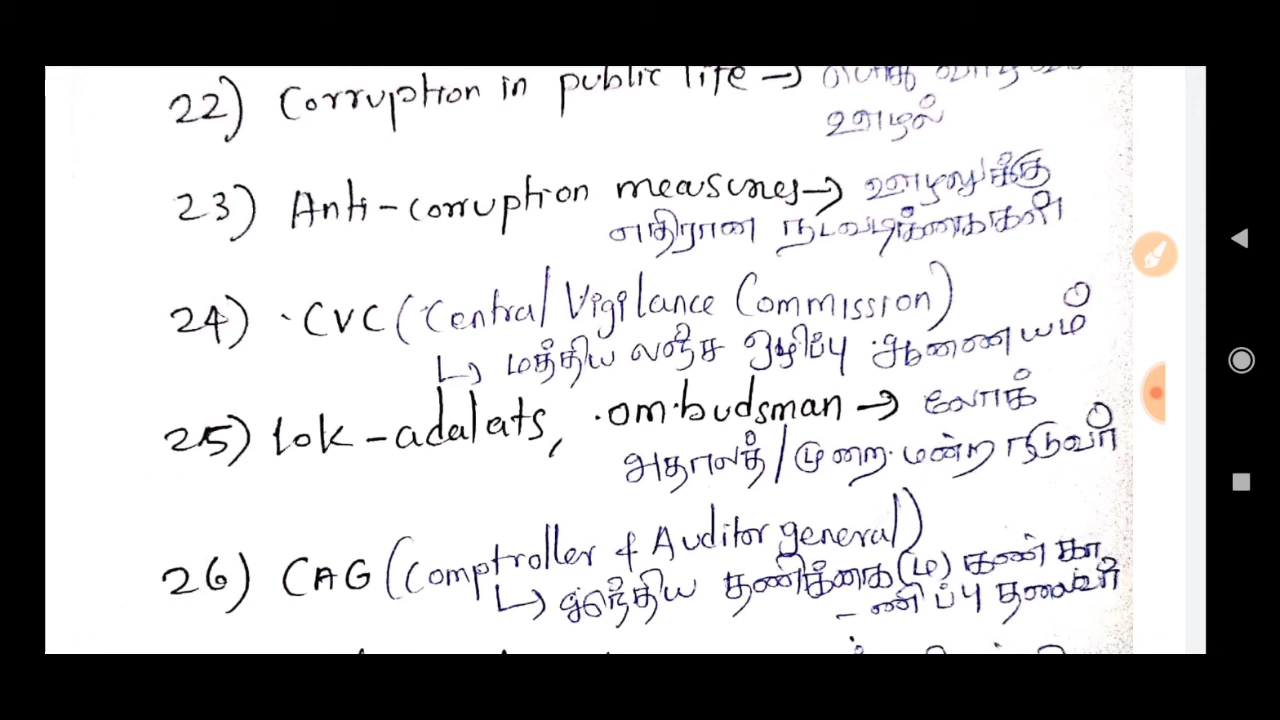 22) Corruption in public life → பொது
ஊழல்
23) Anti-corruption measures → ஊழலுக்கு
எதிரான நடவடிக்கைகள்
24) CVC (Central Vigilance Commission)
↳ மத்திய லஞ்ச ஒழிப்பு ஆணையம்
25) lok-adalats, ombudsman → லோக்
அதாலத் / முறை மன்ற நடுவர்
26) CAG (Comptroller & Auditor general)
↳ இந்திய தணிக்கை (ம) கண்கா
– ணிப்பு தலைவர்